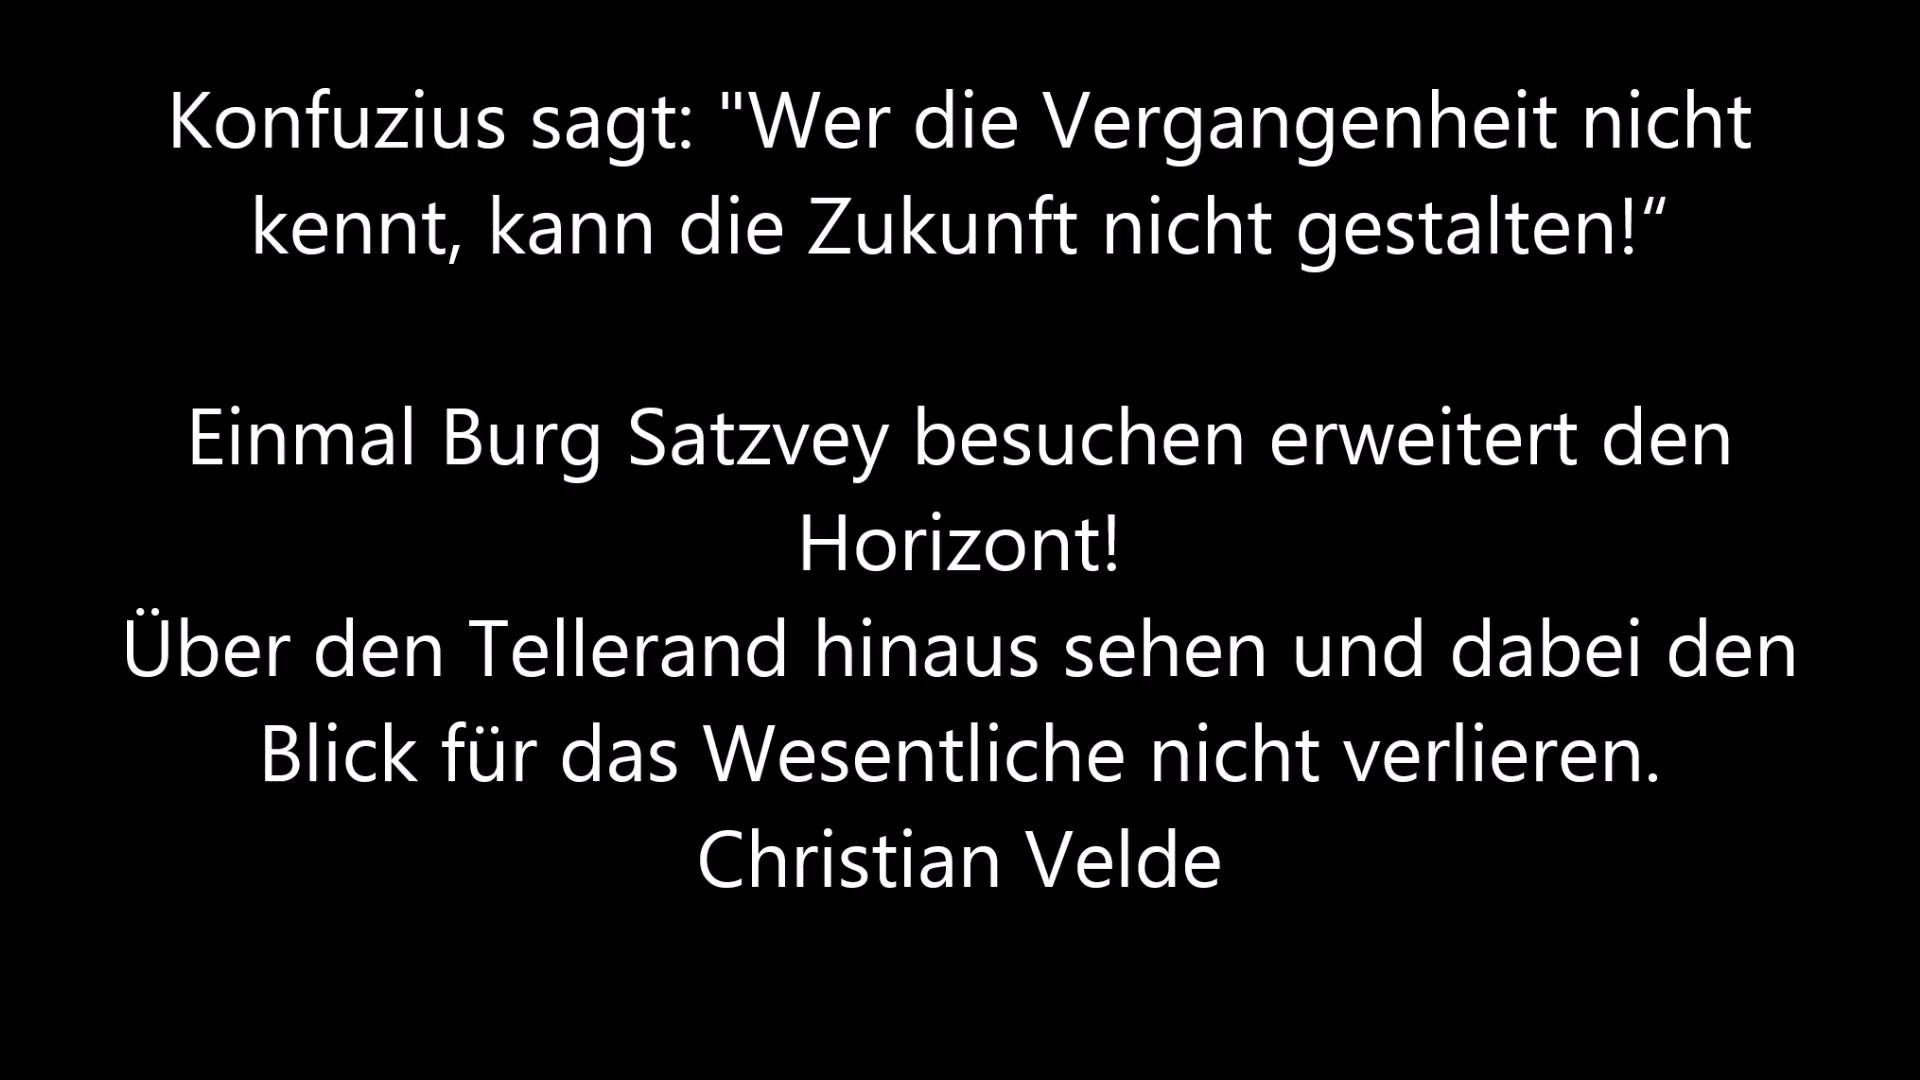 Konfuzius sagt: "Wer die Vergangenheit nicht
kennt, kann die Zukunft nicht gestalten!“
Einmal Burg Satzvey besuchen erweitert den
Horizont!
Über den Tellerand hinaus sehen und dabei den
Blick für das Wesentliche nicht verlieren.
Christian Velde